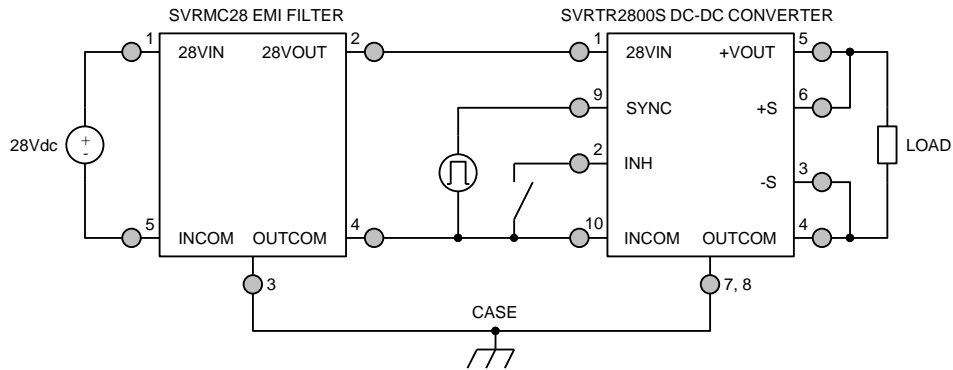 SVRMC28 EMI FILTER
SVRTR2800S DC-DC CONVERTER
1 28VIN 28VOUT 2
1 28VIN +VOUT 5
9 SYNC +S 6
28Vdc + -
2 INH
LOAD
-S 3
5 INCOM OUTCOM 4
10 INCOM OUTCOM 4
3
7, 8
CASE